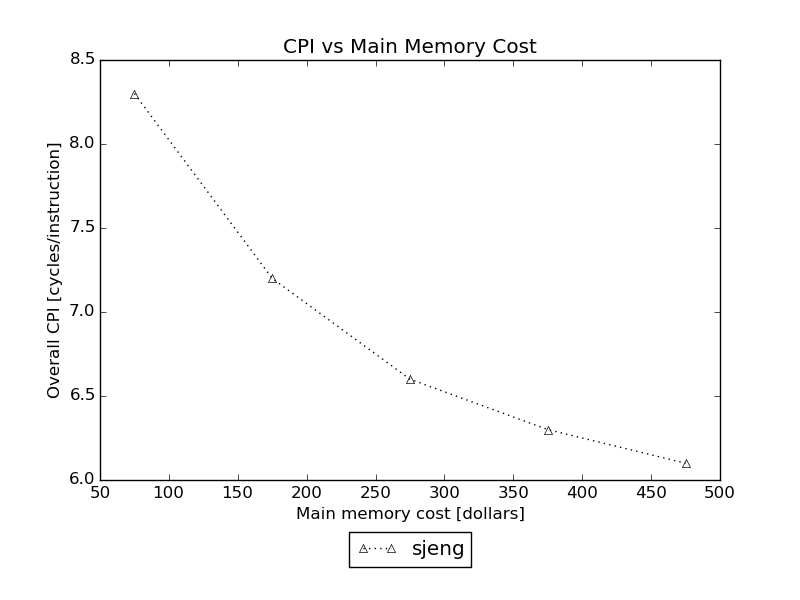 CPI vs Main Memory Cost
8.5
8.0
7.5
7.0
6.5
6.0
Overall CPI [cycles/instruction]
50 100 150 200 250 300 350 400 450 500
Main memory cost [dollars]
sjeng